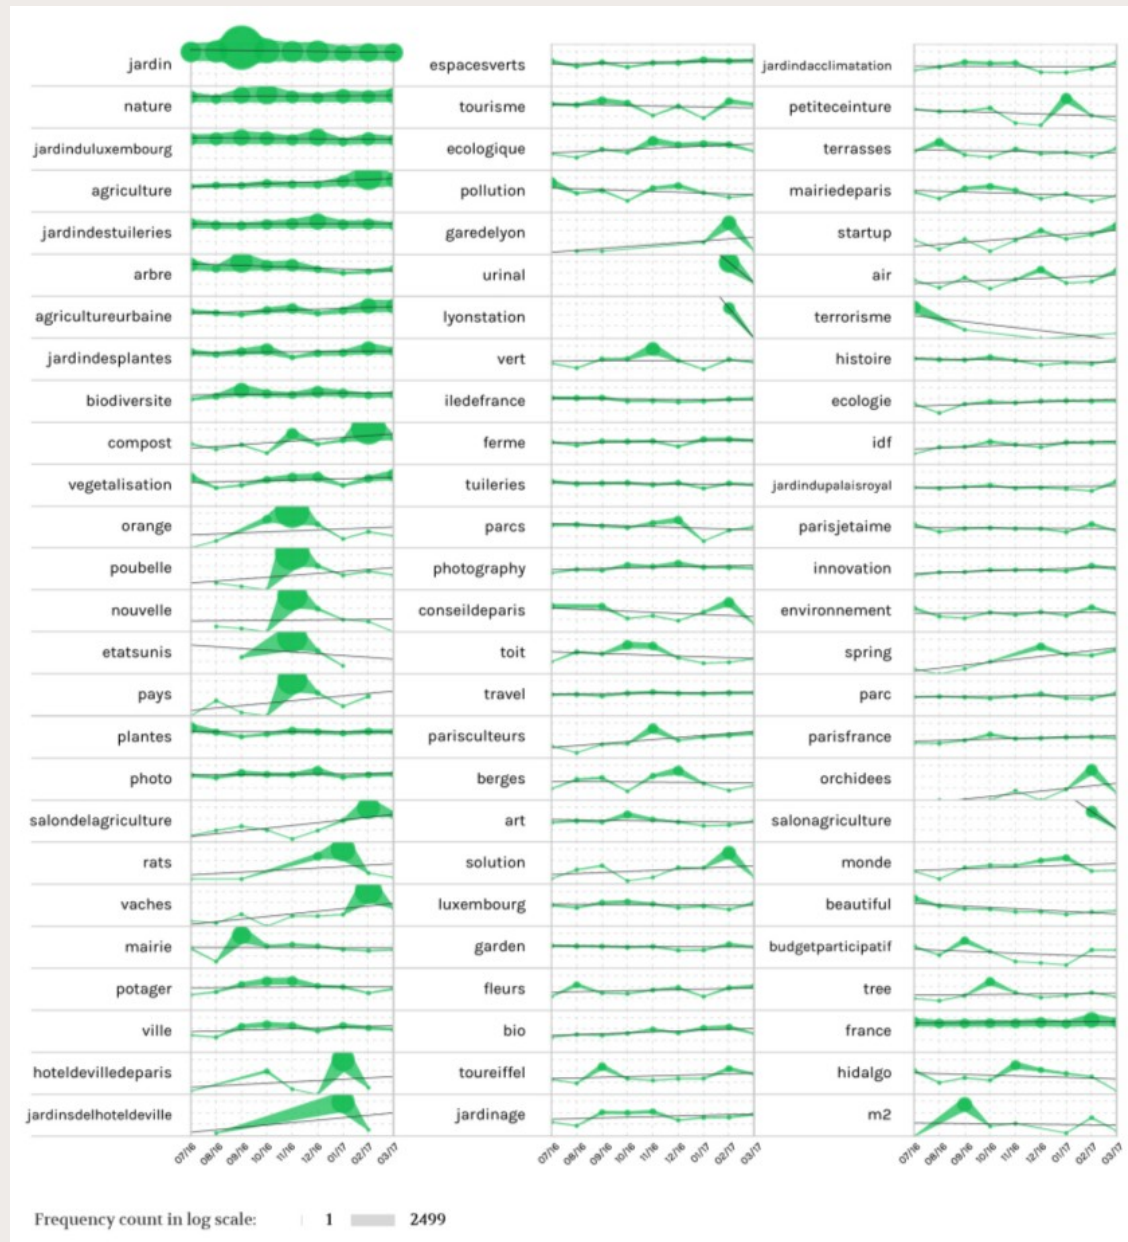 jardin
nature
jardinduluxembourg
agriculture
jardindestuileries
arbre
agricultureurbaine
jardindesplantes
biodiversite
compost
vegetalisation
orange
poubelle
nouvelle
etatsunis
pays
plantes
photo
salondelagriculture
rats
vaches
mairie
potager
ville
hoteldevilledeparis
jardinsdelhoteldeville
07/16 08/16 09/16 10/16 11/16 12/16 01/17 02/17 03/17
espacesverts
tourisme
ecologique
pollution
garedelyon
urinal
lyonstation
vert
iledefrance
ferme
tuileries
parcs
photography
conseildeparis
toit
travel
parisculteurs
berges
art
solution
luxembourg
garden
fleurs
bio
toureiffel
jardinage
07/16 08/16 09/16 10/16 11/16 12/16 01/17 02/17 03/17
jardindacclimatation
petiteceinture
terrasses
mairiedeparis
startup
air
terrorisme
histoire
ecologie
idf
jardindupalaisroyal
parisjetaime
innovation
environnement
spring
parc
parisfrance
orchidees
salonagriculture
monde
beautiful
budgetparticipatif
tree
france
hidalgo
m2
07/16 08/16 09/16 10/16 11/16 12/16 01/17 02/17 03/17
Frequency count in log scale: 1 2499